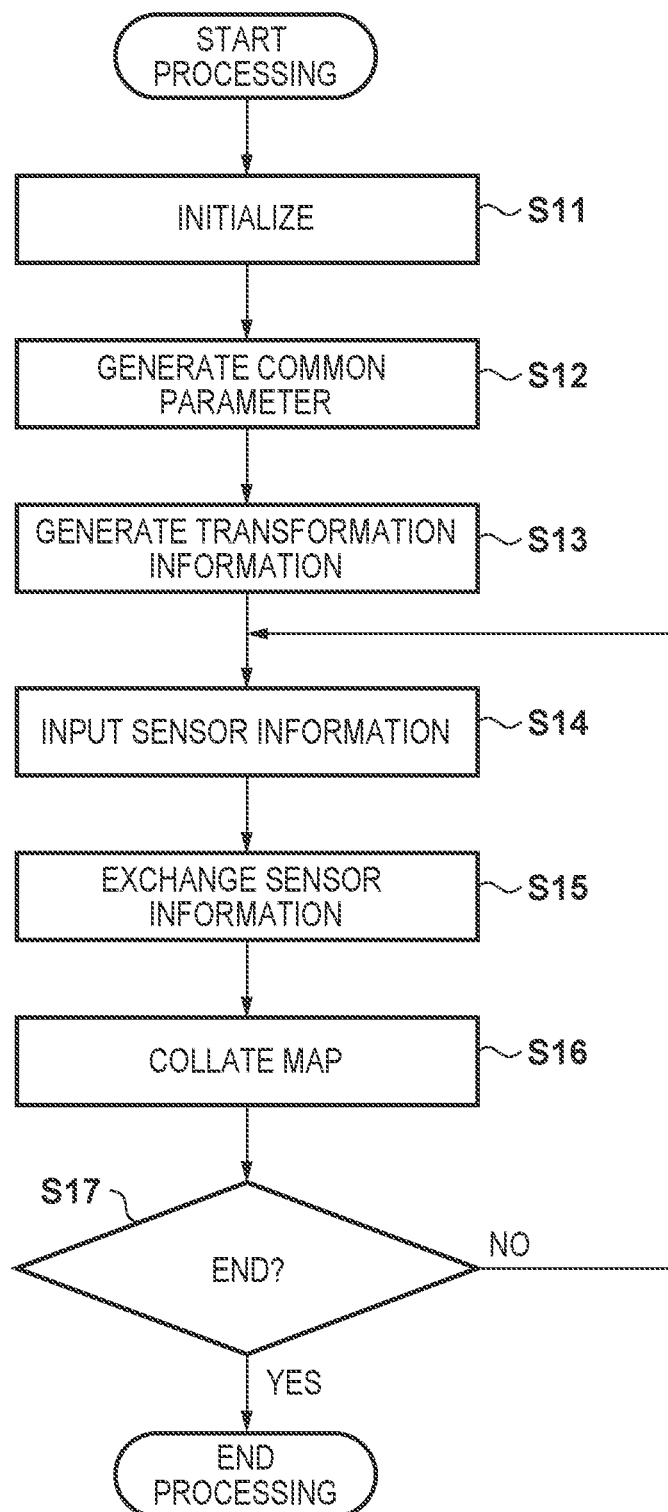 START
PROCESSING
INITIALIZE
S11
GENERATE COMMON
PARAMETER
S12
GENERATE TRANSFORMATION
INFORMATION
S13
INPUT SENSOR INFORMATION
S14
EXCHANGE SENSOR
INFORMATION
S15
COLLATE MAP
S16
S17
END?
NO
YES
END
PROCESSING